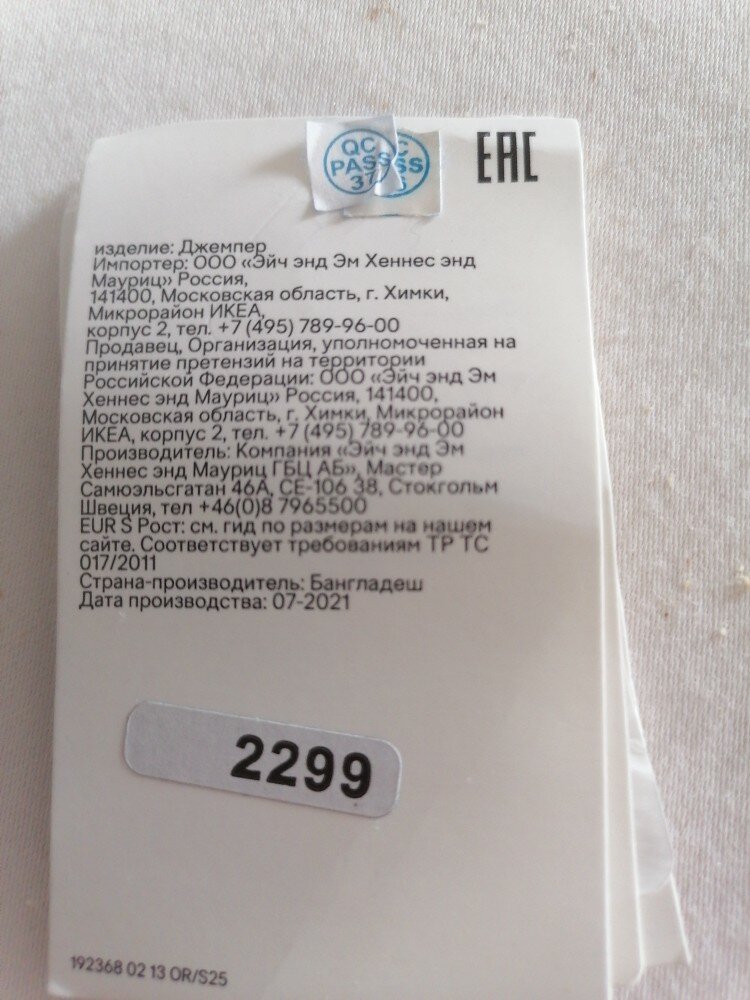 QC
PASS
EAC
изделие: Джемпер
Импортер: ООО «Эйч энд Эм Хеннес энд
Мауриц» Россия,
141400, Московская область, г. Химки,
Микрорайон ИКЕА,
корпус 2, тел. +7 (495) 789-96-00
Продавец, Организация, уполномоченная на
принятие претензий на территории
Российской Федерации: ООО «Эйч энд Эм
Хеннес энд Мауриц» Россия, 141400,
Московская область, г. Химки, Микрорайон
ИКЕА, корпус 2, тел. +7 (495) 789-96-00
Производитель: Компания «Эйч энд Эм
Хеннес энд Мауриц ГБЦ АБ», Мастер
Самюэльсгатан 46А, СЕ-106 38, Стокгольм
Швеция, тел +46(0)8 7965500
EUR S Рост: см. гид по размерам на нашем
сайте. Соответствует требованиям ТР ТС
017/2011
Страна-производитель: Бангладеш
Дата производства: 07-2021
2299
192368 02 13 OR/S25